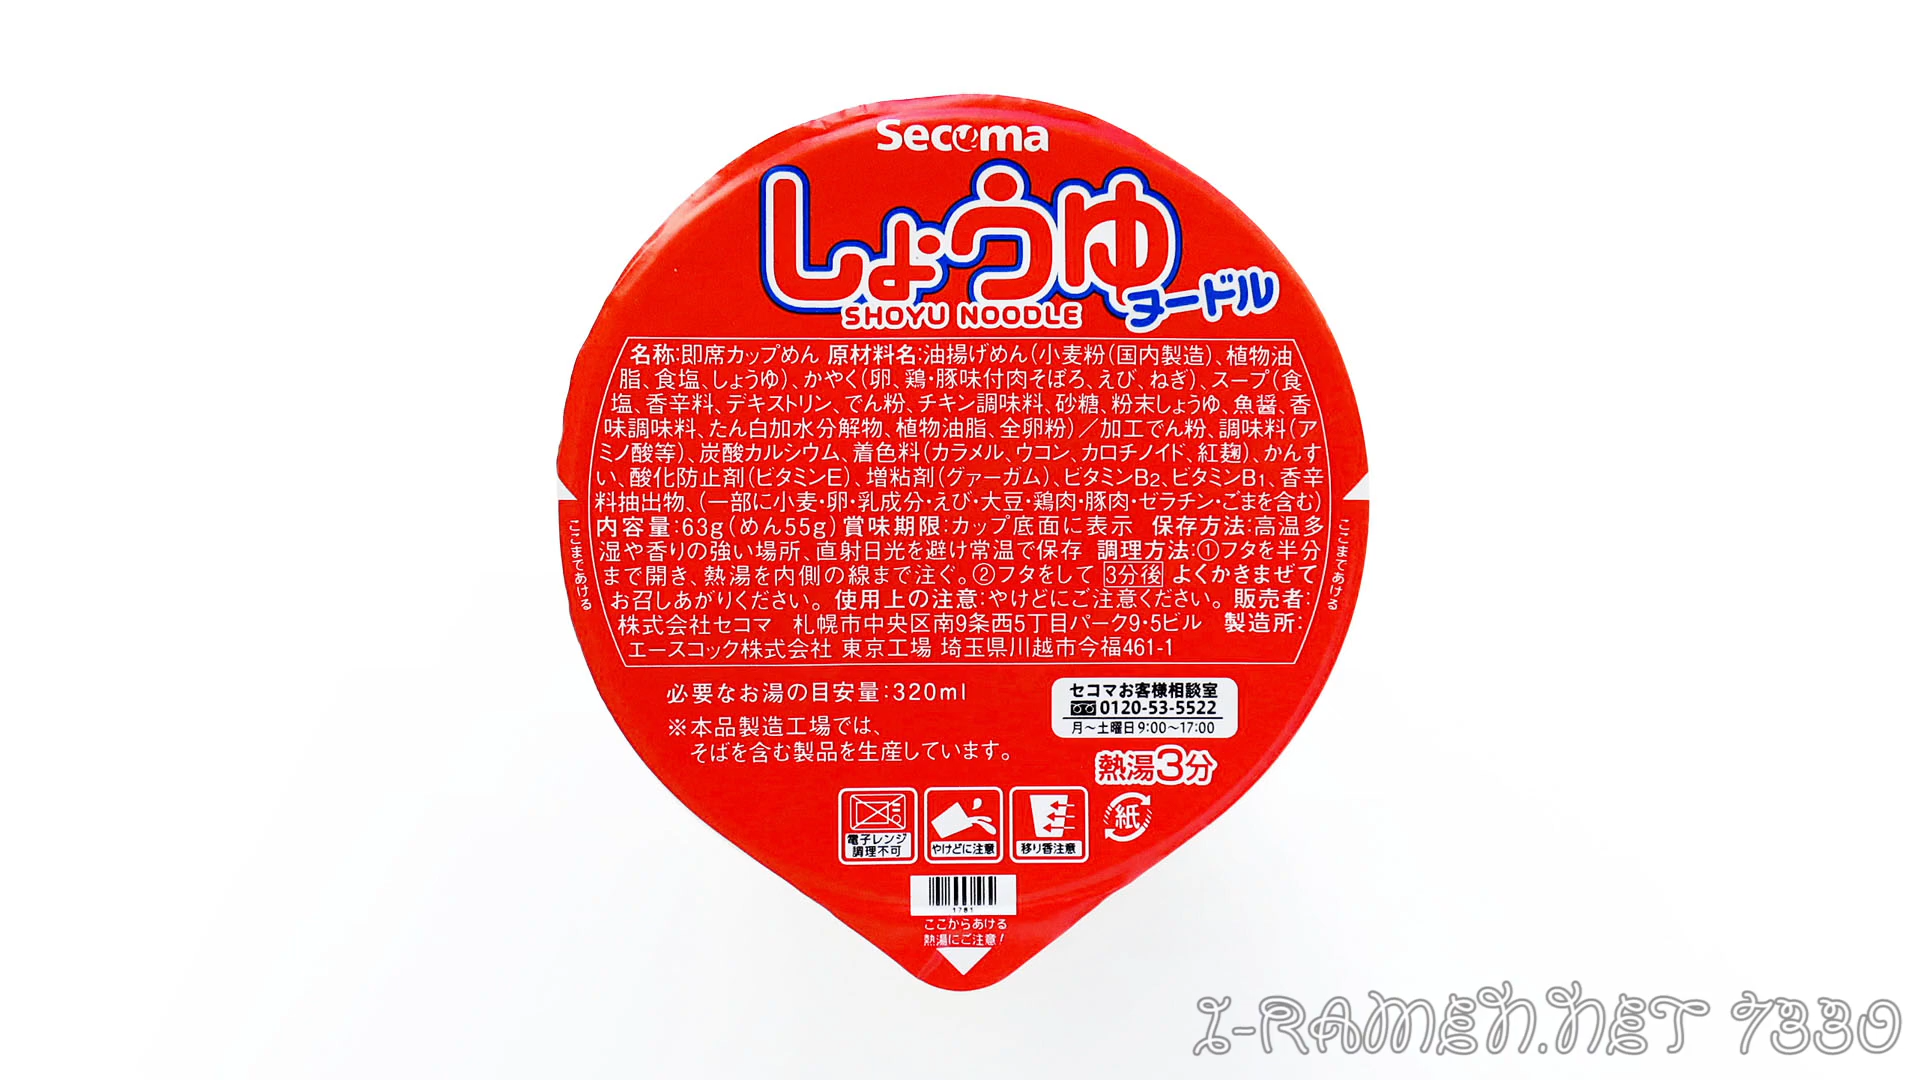 Secoma
しょうゆ
ヌードル
SHOYU NOODLE
名称:即席カップめん 原材料名:油揚げめん(小麦粉(国内製造)、植物油
脂、食塩、しょうゆ)、かやく(卵、鶏・豚味付肉そぼろ、えび、ねぎ)、スープ(食
塩、香辛料、デキストリン、でん粉、チキン調味料、砂糖、粉末しょうゆ、魚醤、香
味調味料、たん白加水分解物、植物油脂、全卵粉)/加工でん粉、調味料(ア
ミノ酸等)、炭酸カルシウム、着色料(カラメル、ウコン、カロチノイド、紅麹)、かんす
い、酸化防止剤(ビタミンE)、増粘剤(グァーガム)、ビタミンB2、ビタミンB1、香辛
料抽出物、(一部に小麦・卵・乳成分・えび・大豆・鶏肉・豚肉・ゼラチン・ごまを含む)
内容量:63g(めん55g) 賞味期限:カップ底面に表示 保存方法:高温多
湿や香りの強い場所、直射日光を避け常温で保存 調理方法:①フタを半分
まで開き、熱湯を内側の線まで注ぐ。②フタをして 3分後 よくかきまぜて
お召しあがりください。 使用上の注意:やけどにご注意ください。 販売者:
株式会社セコマ 札幌市中央区南9条西5丁目パーク9・5ビル 製造所:
エースコック株式会社 東京工場 埼玉県川越市今福461-1
ここまであける
ここまであける
必要なお湯の目安量:320ml
※本品製造工場では、
そばを含む製品を生産しています。
セコマお客様相談室
0120-53-5522
月〜土曜日9:00〜17:00
熱湯3分
電子レンジ
調理不可
やけどに注意
移り香注意
紙
1781
ここからあける
熱湯にご注意!
I-RAMEN.NET 7330